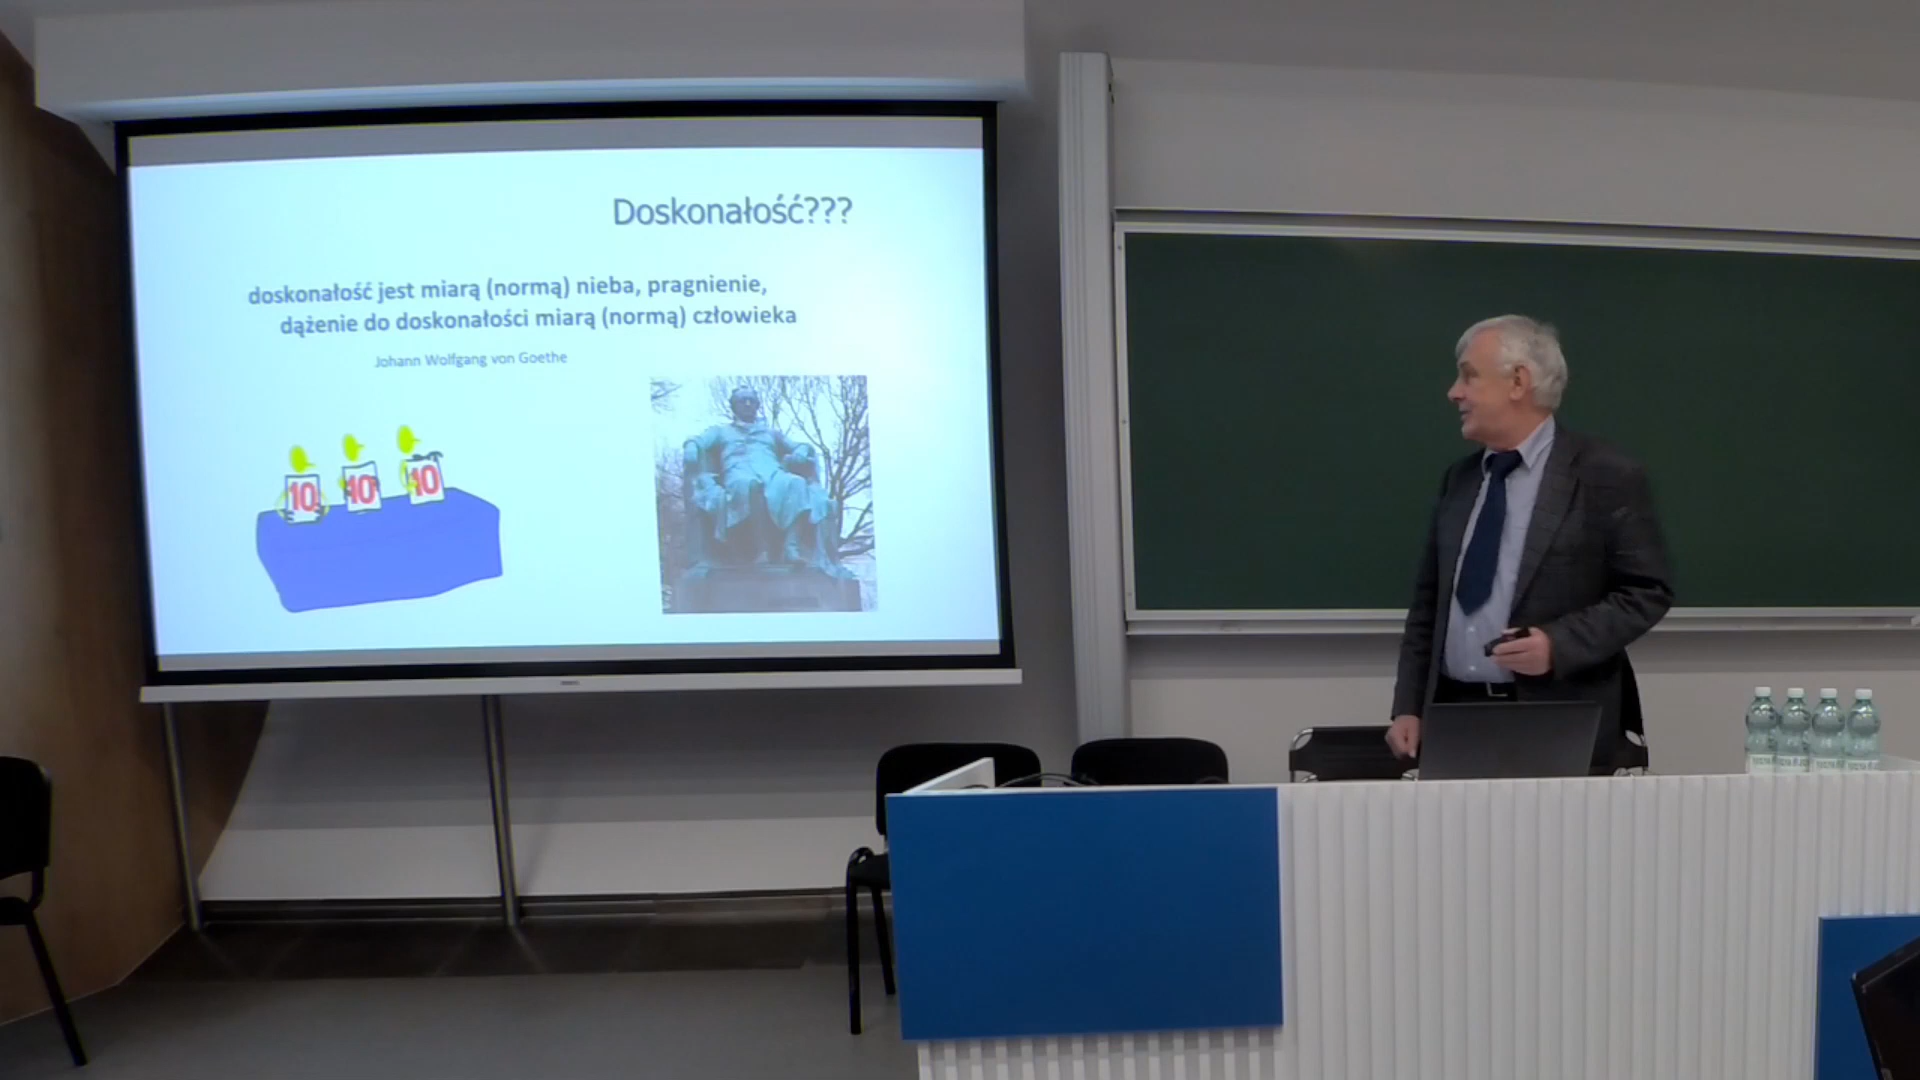 Doskonałość???
doskonałość jest miarą (normą) nieba, pragnienie,
dążenie do doskonałości miarą (normą) człowieka
Johann Wolfgang von Goethe
10 10 10